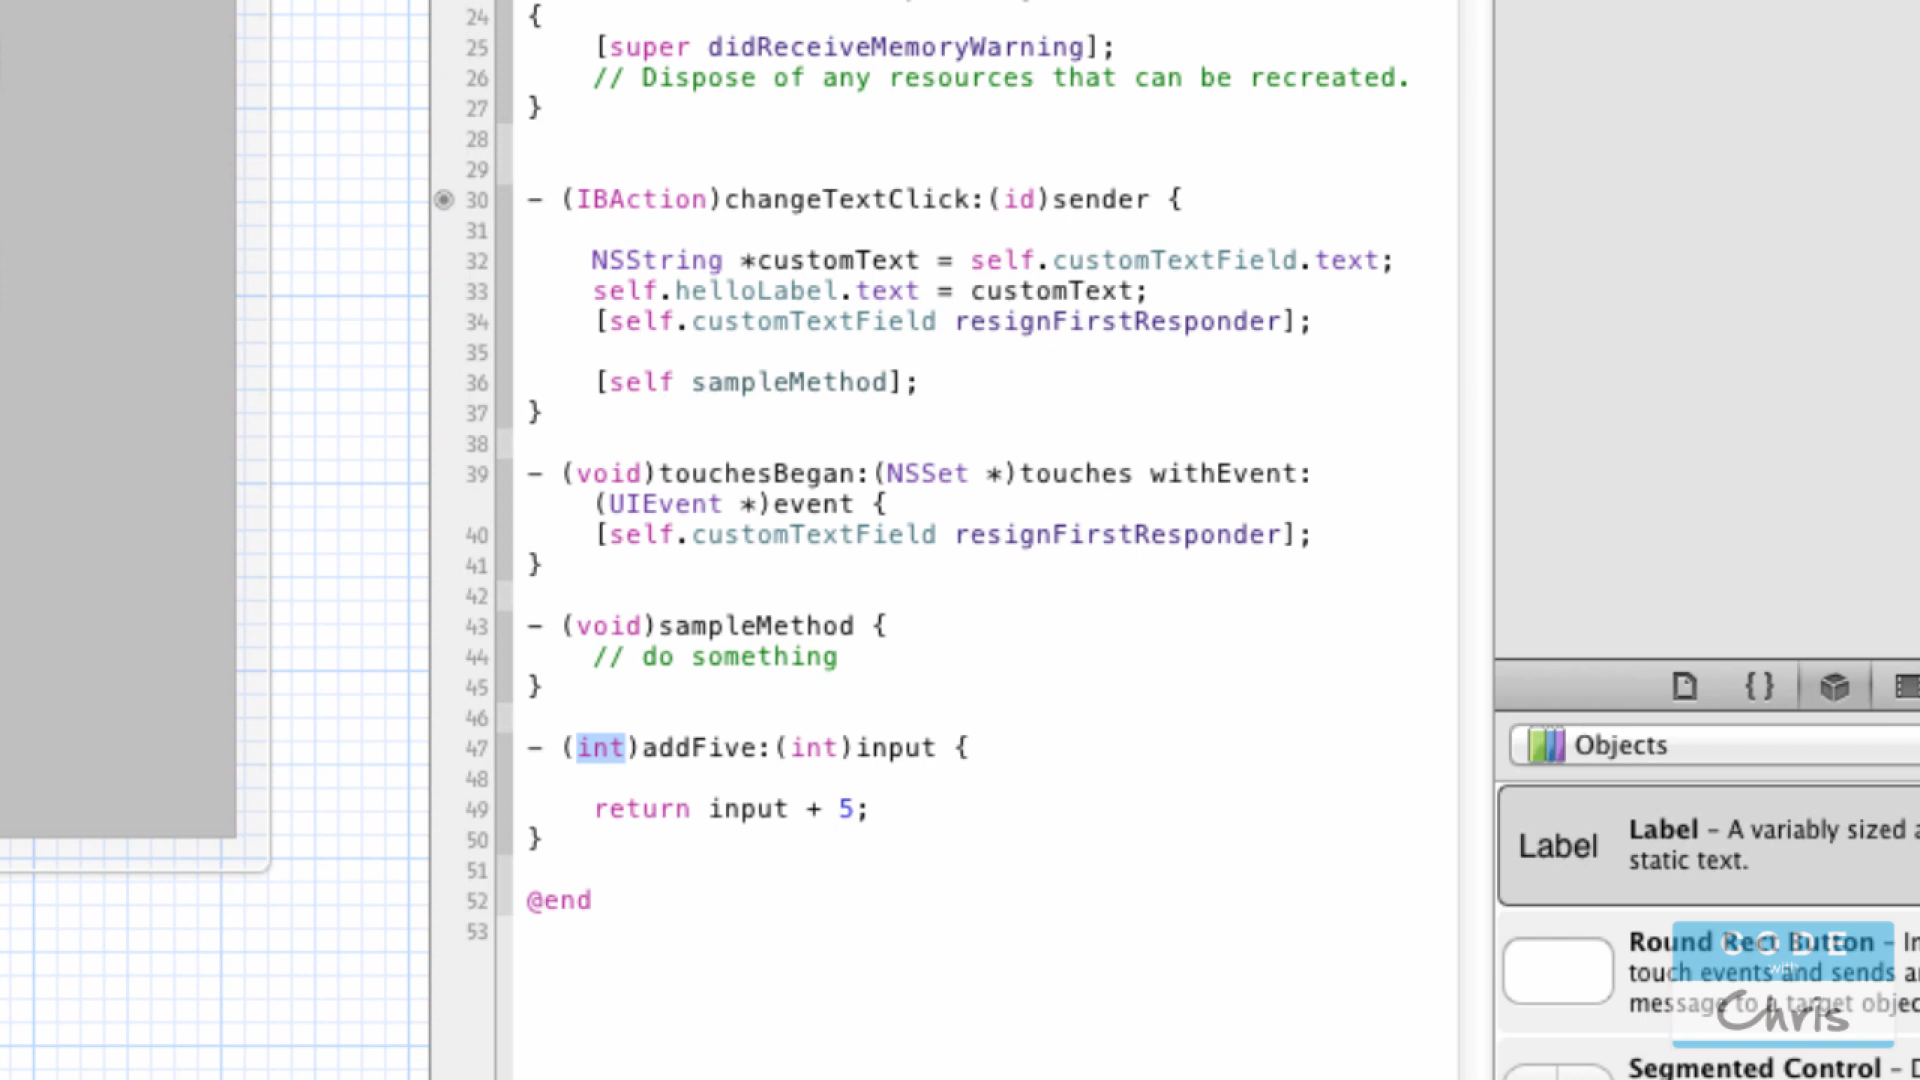 24 {
25 [super didReceiveMemoryWarning];
26 // Dispose of any resources that can be recreated.
27 }
28
29
30 - (IBAction)changeTextClick:(id)sender {
31
32 NSString *customText = self.customTextField.text;
33 self.helloLabel.text = customText;
34 [self.customTextField resignFirstResponder];
35
36 [self sampleMethod];
37 }
38
39 - (void)touchesBegan:(NSSet *)touches withEvent:
(UIEvent *)event {
40 [self.customTextField resignFirstResponder];
41 }
42
43 - (void)sampleMethod {
44 // do something
45 }
46
47 - (int)addFive:(int)input {
48
49 return input + 5;
50 }
51
52 @end
53
{ }
Objects
Label
Label - A variably sized
static text.
Round Rect Button -
touch events and sends
message to a target
Segmented Control -
CODE
with
Chris